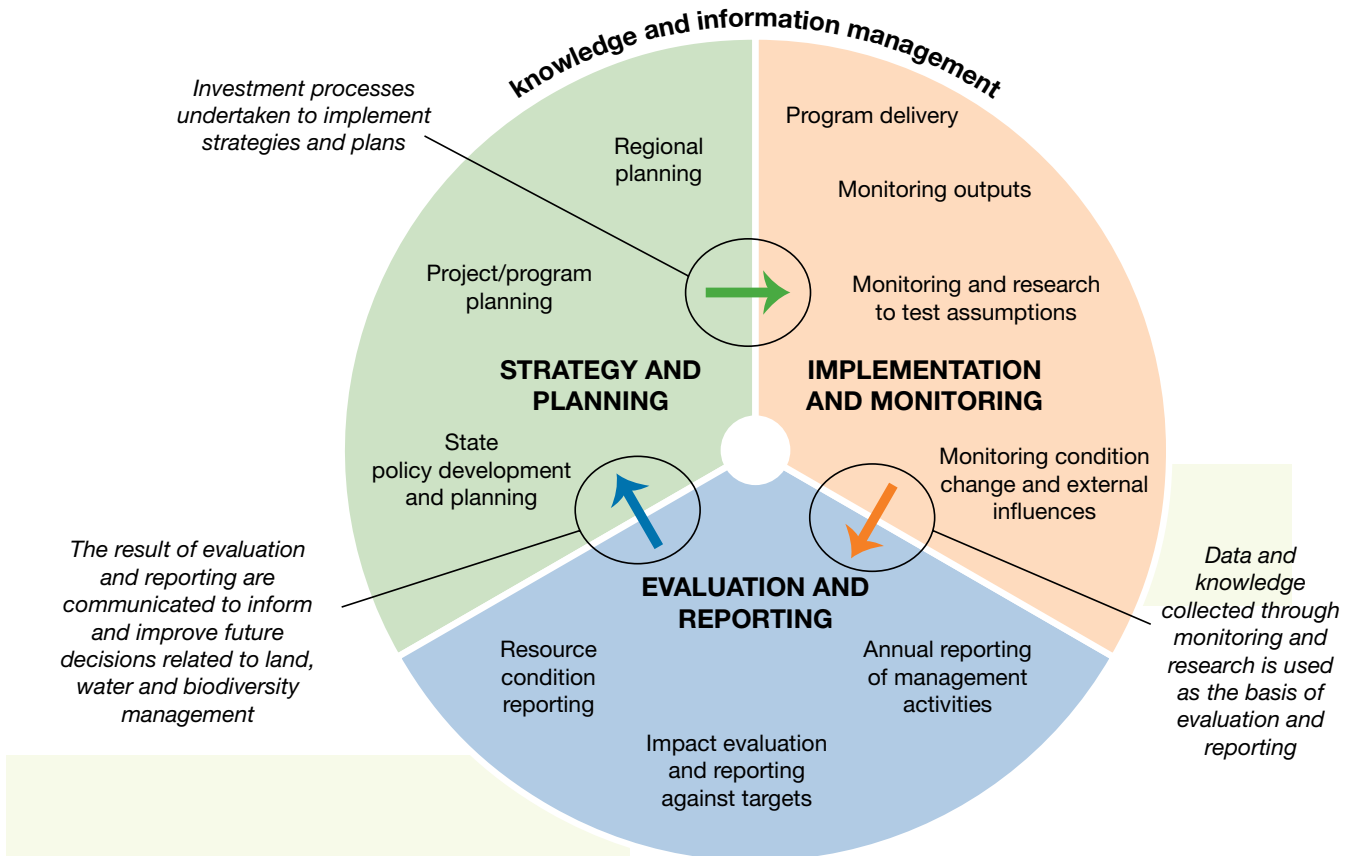 knowledge and information management
Investment processes
undertaken to implement
strategies and plans
Regional
planning
Project/program
planning
STRATEGY AND
PLANNING
State
policy development
and planning
Program delivery
Monitoring outputs
Monitoring and research
to test assumptions
IMPLEMENTATION
AND MONITORING
Monitoring condition
change and external
influences
Data and
knowledge
collected through
monitoring and
research is used
as the basis of
evaluation and
reporting
EVALUATION AND
REPORTING
Annual reporting
of management
activities
Impact evaluation
and reporting
against targets
Resource
condition
reporting
The result of evaluation
and reporting are
communicated to inform
and improve future
decisions related to land,
water and biodiversity
management